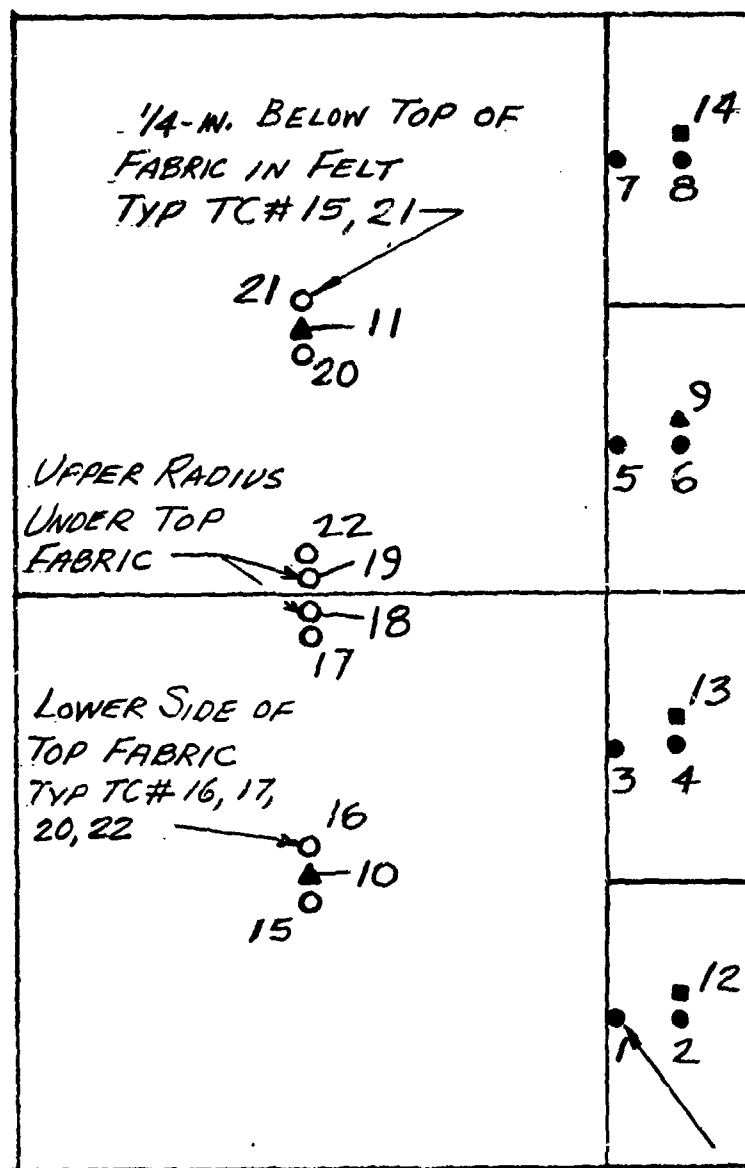 1/4-IN. BELOW TOP OF
FABRIC IN FELT
TYP TC# 15, 21
14
7 8
21
11
20
9
5 6
UPPER RADIUS
UNDER TOP
FABRIC
22
19
18
17
13
3 4
LOWER SIDE OF
TOP FABRIC
TYP TC# 16, 17,
20, 22
16
10
15
12
1 2